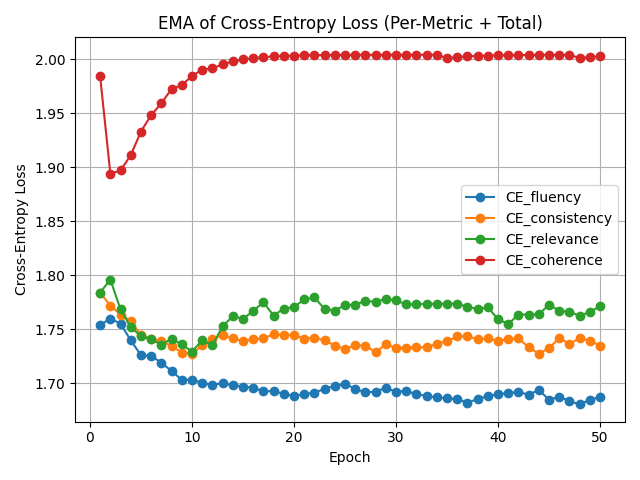 EMA of Cross-Entropy Loss (Per-Metric + Total)
Cross-Entropy Loss
2.00
1.95
1.90
1.85
1.80
1.75
1.70
CE_fluency
CE_consistency
CE_relevance
CE_coherence
0
10
20
30
40
50
Epoch